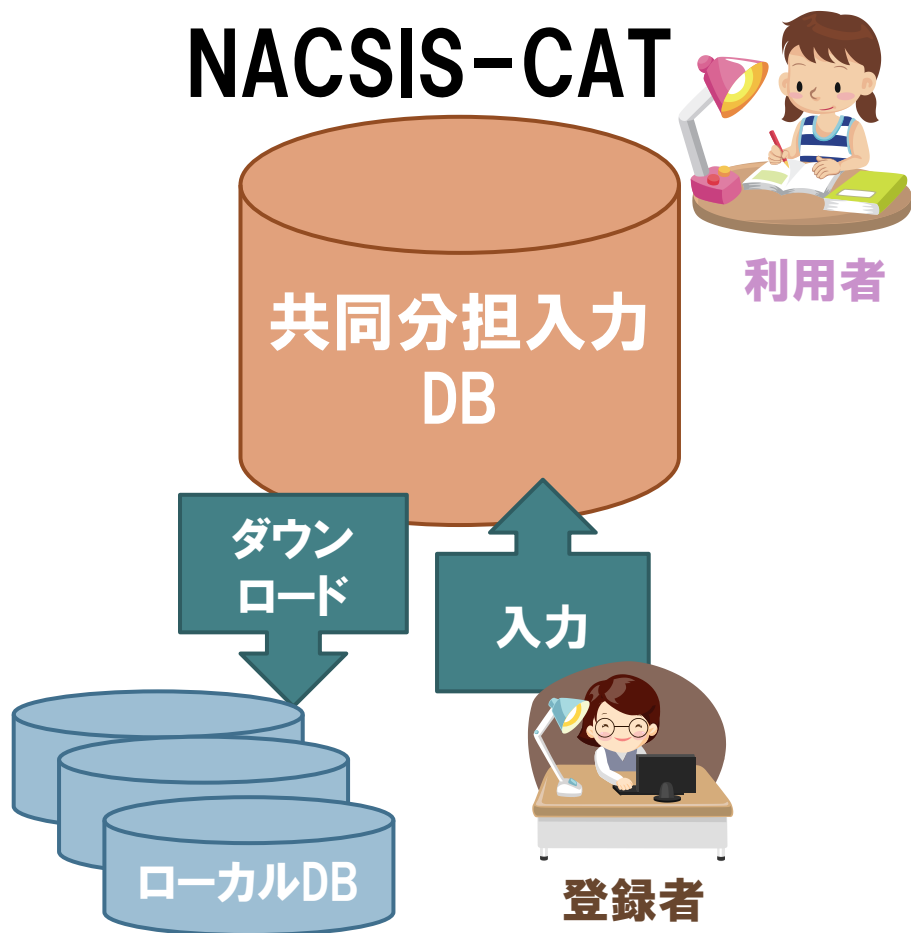 NACSIS-CAT
利用者
共同分担入力
DB
ダウン
ロード
入力
ローカルDB
登録者